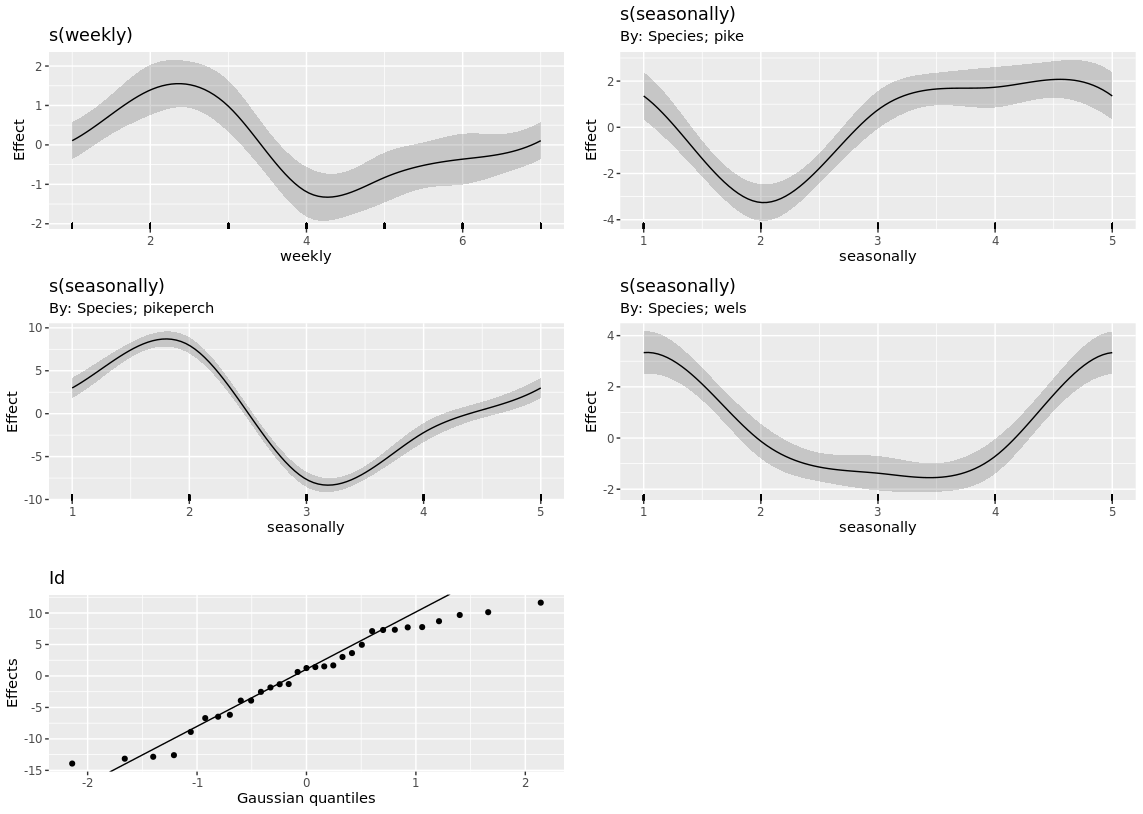 s(weekly)
Effect
2
1
0
-1
-2
2
4
6
weekly
s(seasonally)
By: Species; pike
Effect
2
0
-2
-4
1
2
3
4
5
seasonally
s(seasonally)
By: Species; pikeperch
Effect
10
5
0
-5
-10
1
2
3
4
5
seasonally
s(seasonally)
By: Species; wels
Effect
4
2
0
-2
1
2
3
4
5
seasonally
Id
Effects
10
5
0
-5
-10
-15
-2
-1
0
1
2
Gaussian quantiles